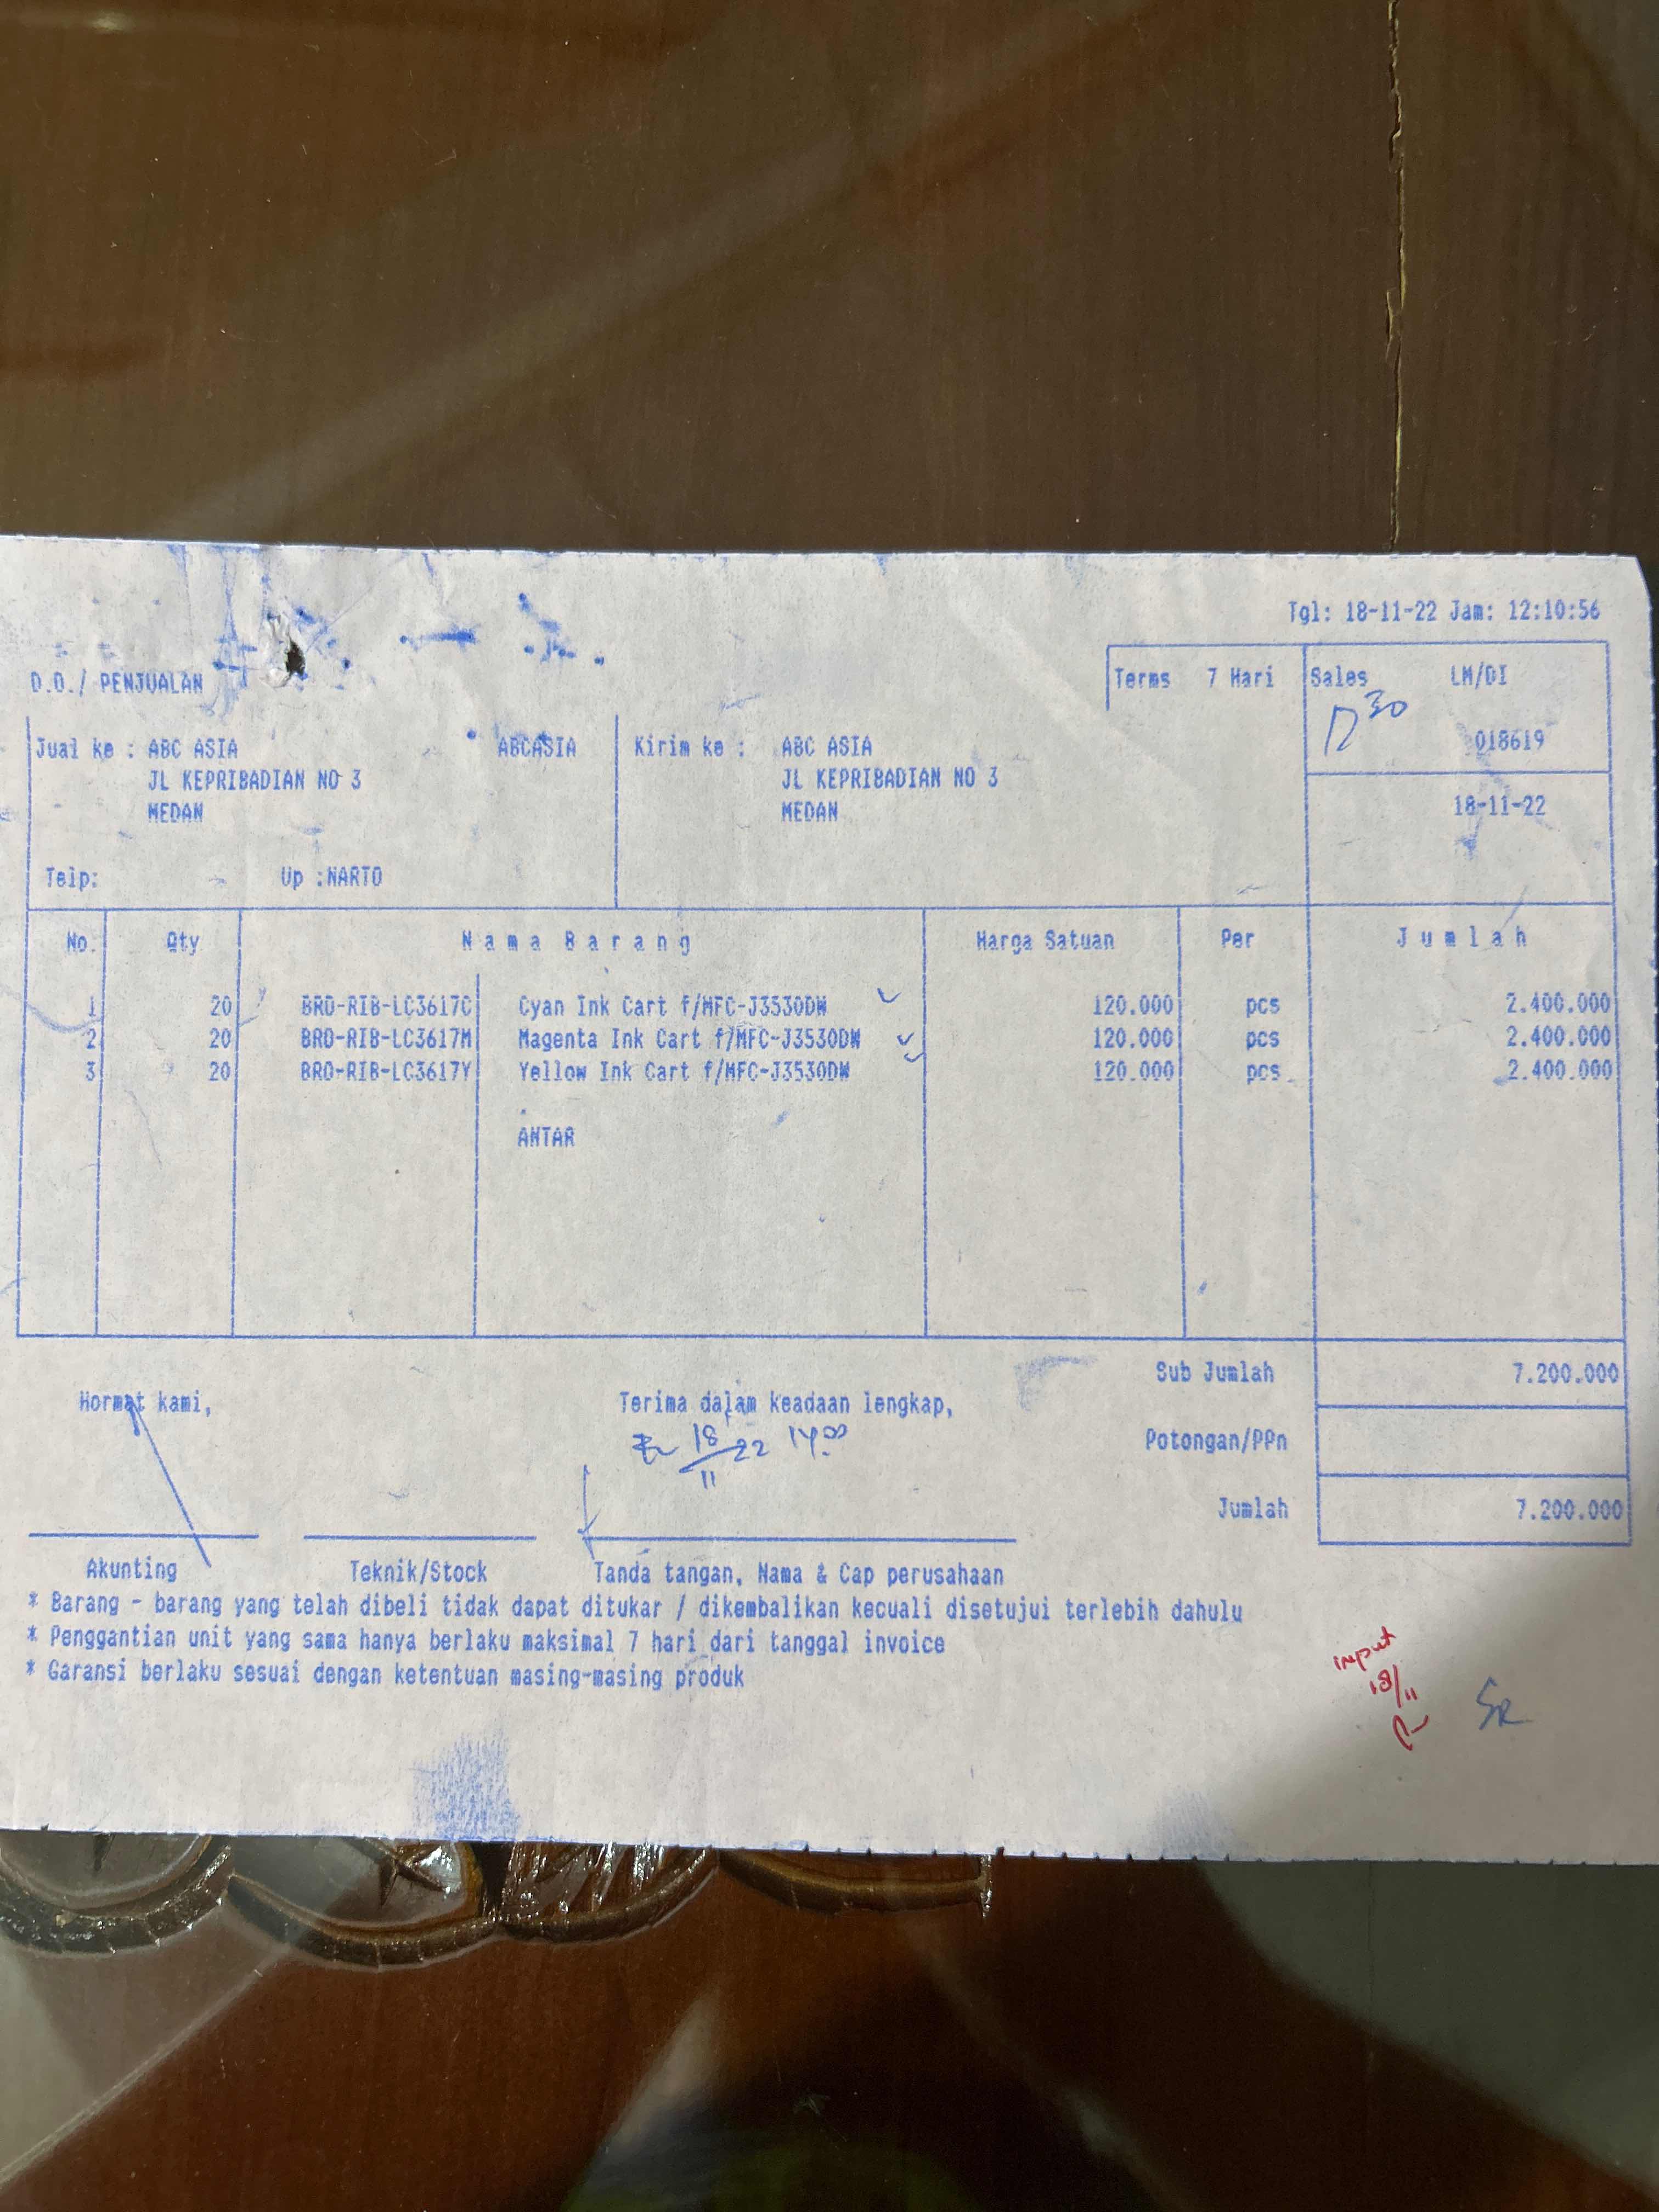 Tgl: 18-11-22 Jam: 12:10:56
D.O./ PENJUALAN
Terms 7 Hari Sales LM/DI
Jual ke : ABC ASIA ABCASIA Kirim ke : ABC ASIA 018619
JL KEPRIBADIAN NO 3 JL KEPRIBADIAN NO 3
MEDAN MEDAN 18-11-22
Telp: Up :NARTO
No. Qty Nama Barang Harga Satuan Per Jumlah
1 20 BRO-RIB-LC3617C Cyan Ink Cart f/MFC-J3530DW 120.000 pcs 2.400.000
2 20 BRO-RIB-LC3617M Magenta Ink Cart f/MFC-J3530DW 120.000 pcs 2.400.000
3 20 BRO-RIB-LC3617Y Yellow Ink Cart f/MFC-J3530DW 120.000 pcs 2.400.000
ANTAR
Sub Jumlah 7.200.000
Hormat kami, Terima dalam keadaan lengkap,
18/11 22 14.00
Potongan/PPn
Jumlah 7.200.000
Akunting Teknik/Stock Tanda tangan, Nama & Cap perusahaan
* Barang - barang yang telah dibeli tidak dapat ditukar / dikembalikan kecuali disetujui terlebih dahulu
* Penggantian unit yang sama hanya berlaku maksimal 7 hari dari tanggal invoice
* Garansi berlaku sesuai dengan ketentuan masing-masing produk
input
18/11